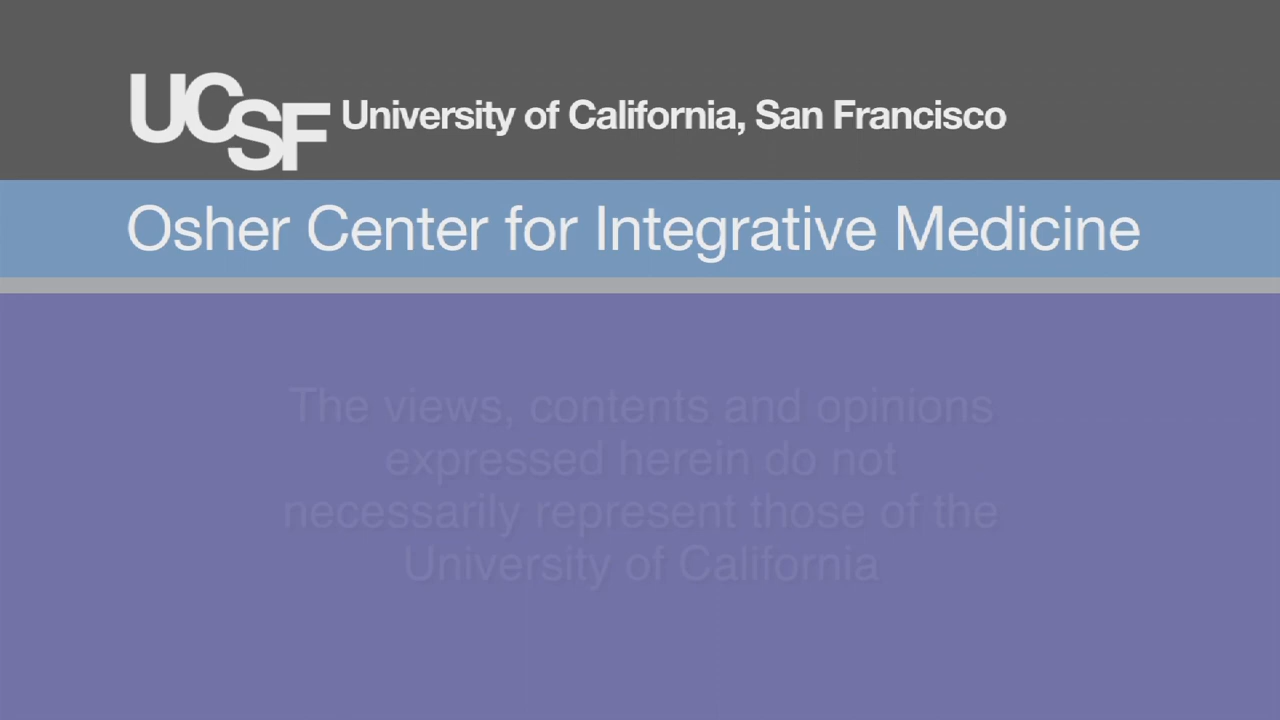 UCSF University of California, San Francisco
Osher Center for Integrative Medicine
The views, contents and opinions
expressed herein do not
necessarily represent those of the
University of California